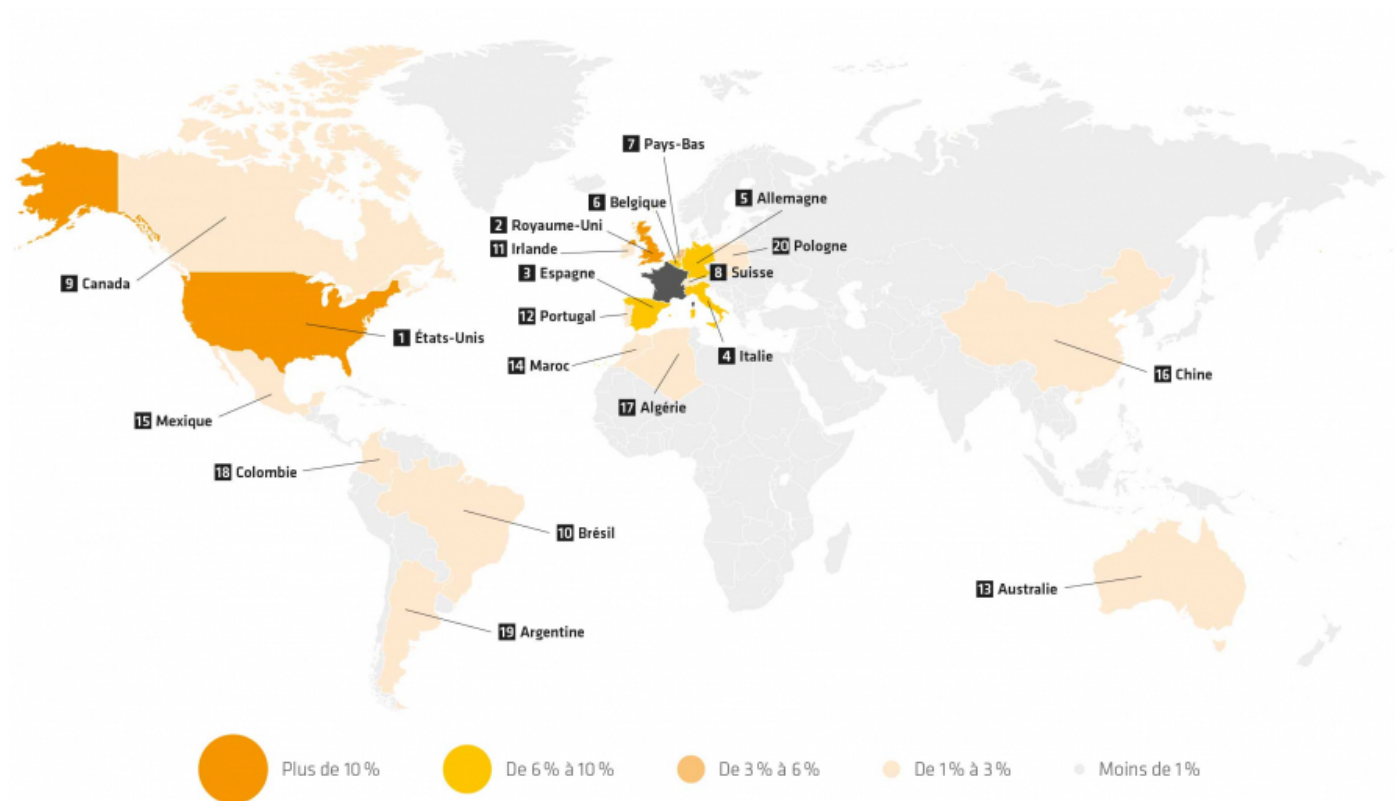 7 Pays-Bas
6 Belgique
5 Allemagne
2 Royaume-Uni
11 Irlande
20 Pologne
3 Espagne
8 Suisse
9 Canada
12 Portugal
1 États-Unis
4 Italie
14 Maroc
16 Chine
17 Algérie
15 Mexique
18 Colombie
10 Brésil
13 Australie
19 Argentine
Plus de 10 %
De 6 % à 10 %
De 3 % à 6 %
De 1 % à 3 %
Moins de 1 %